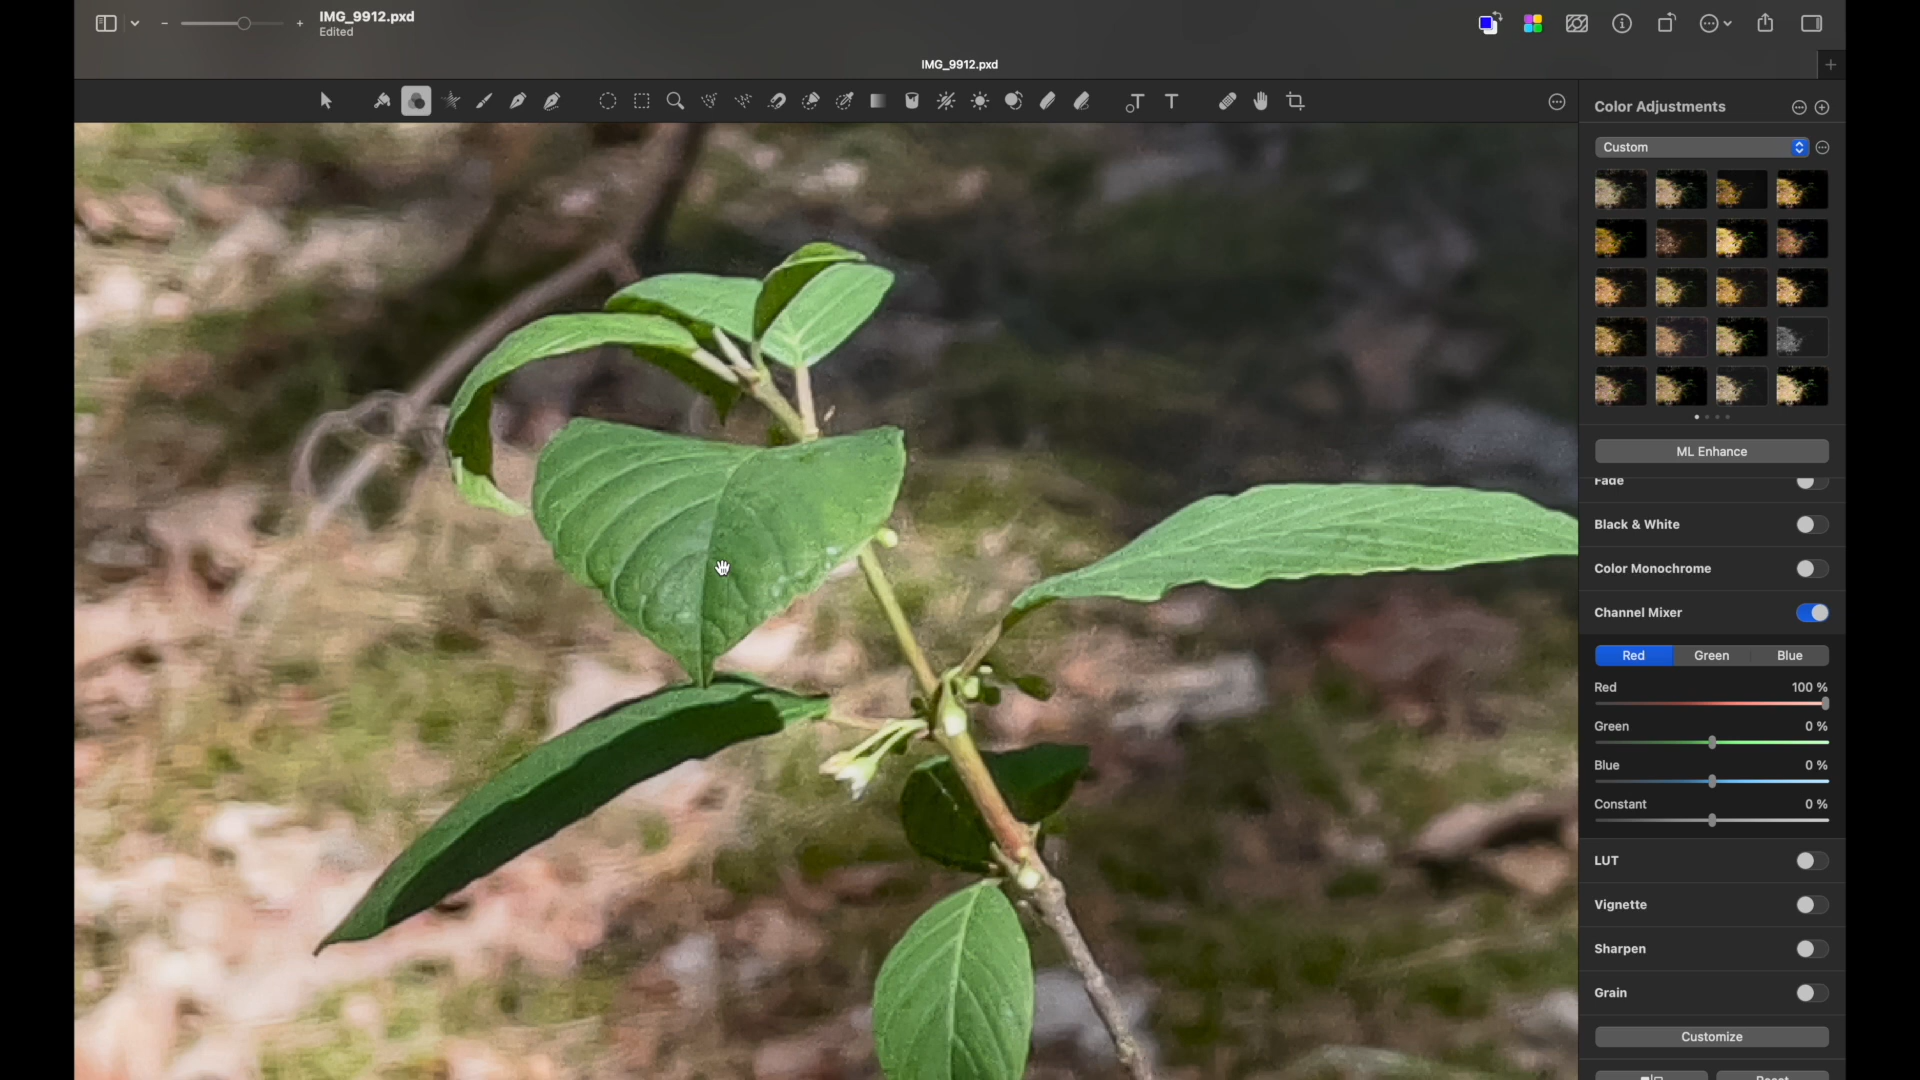 IMG_9912.pxd
Edited
IMG_9912.pxd
Color Adjustments
Custom
ML Enhance
Fade
Black & White
Color Monochrome
Channel Mixer
Red Green Blue
Red 100 %
Green 0 %
Blue 0 %
Constant 0 %
LUT
Vignette
Sharpen
Grain
Customize
Reset